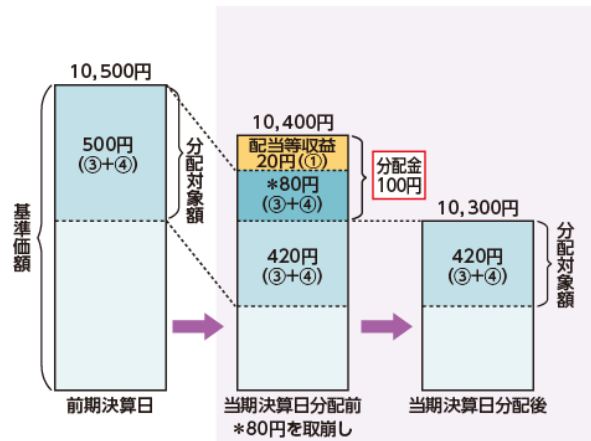 10,500円
500円
(③+④)
分配対象額
基準価額
前期決算日
10,400円
配当等収益
20円(①)
*80円
(③+④)
420円
(③+④)
分配金
100円
当期決算日分配前
*80円を取崩し
10,300円
420円
(③+④)
分配対象額
当期決算日分配後